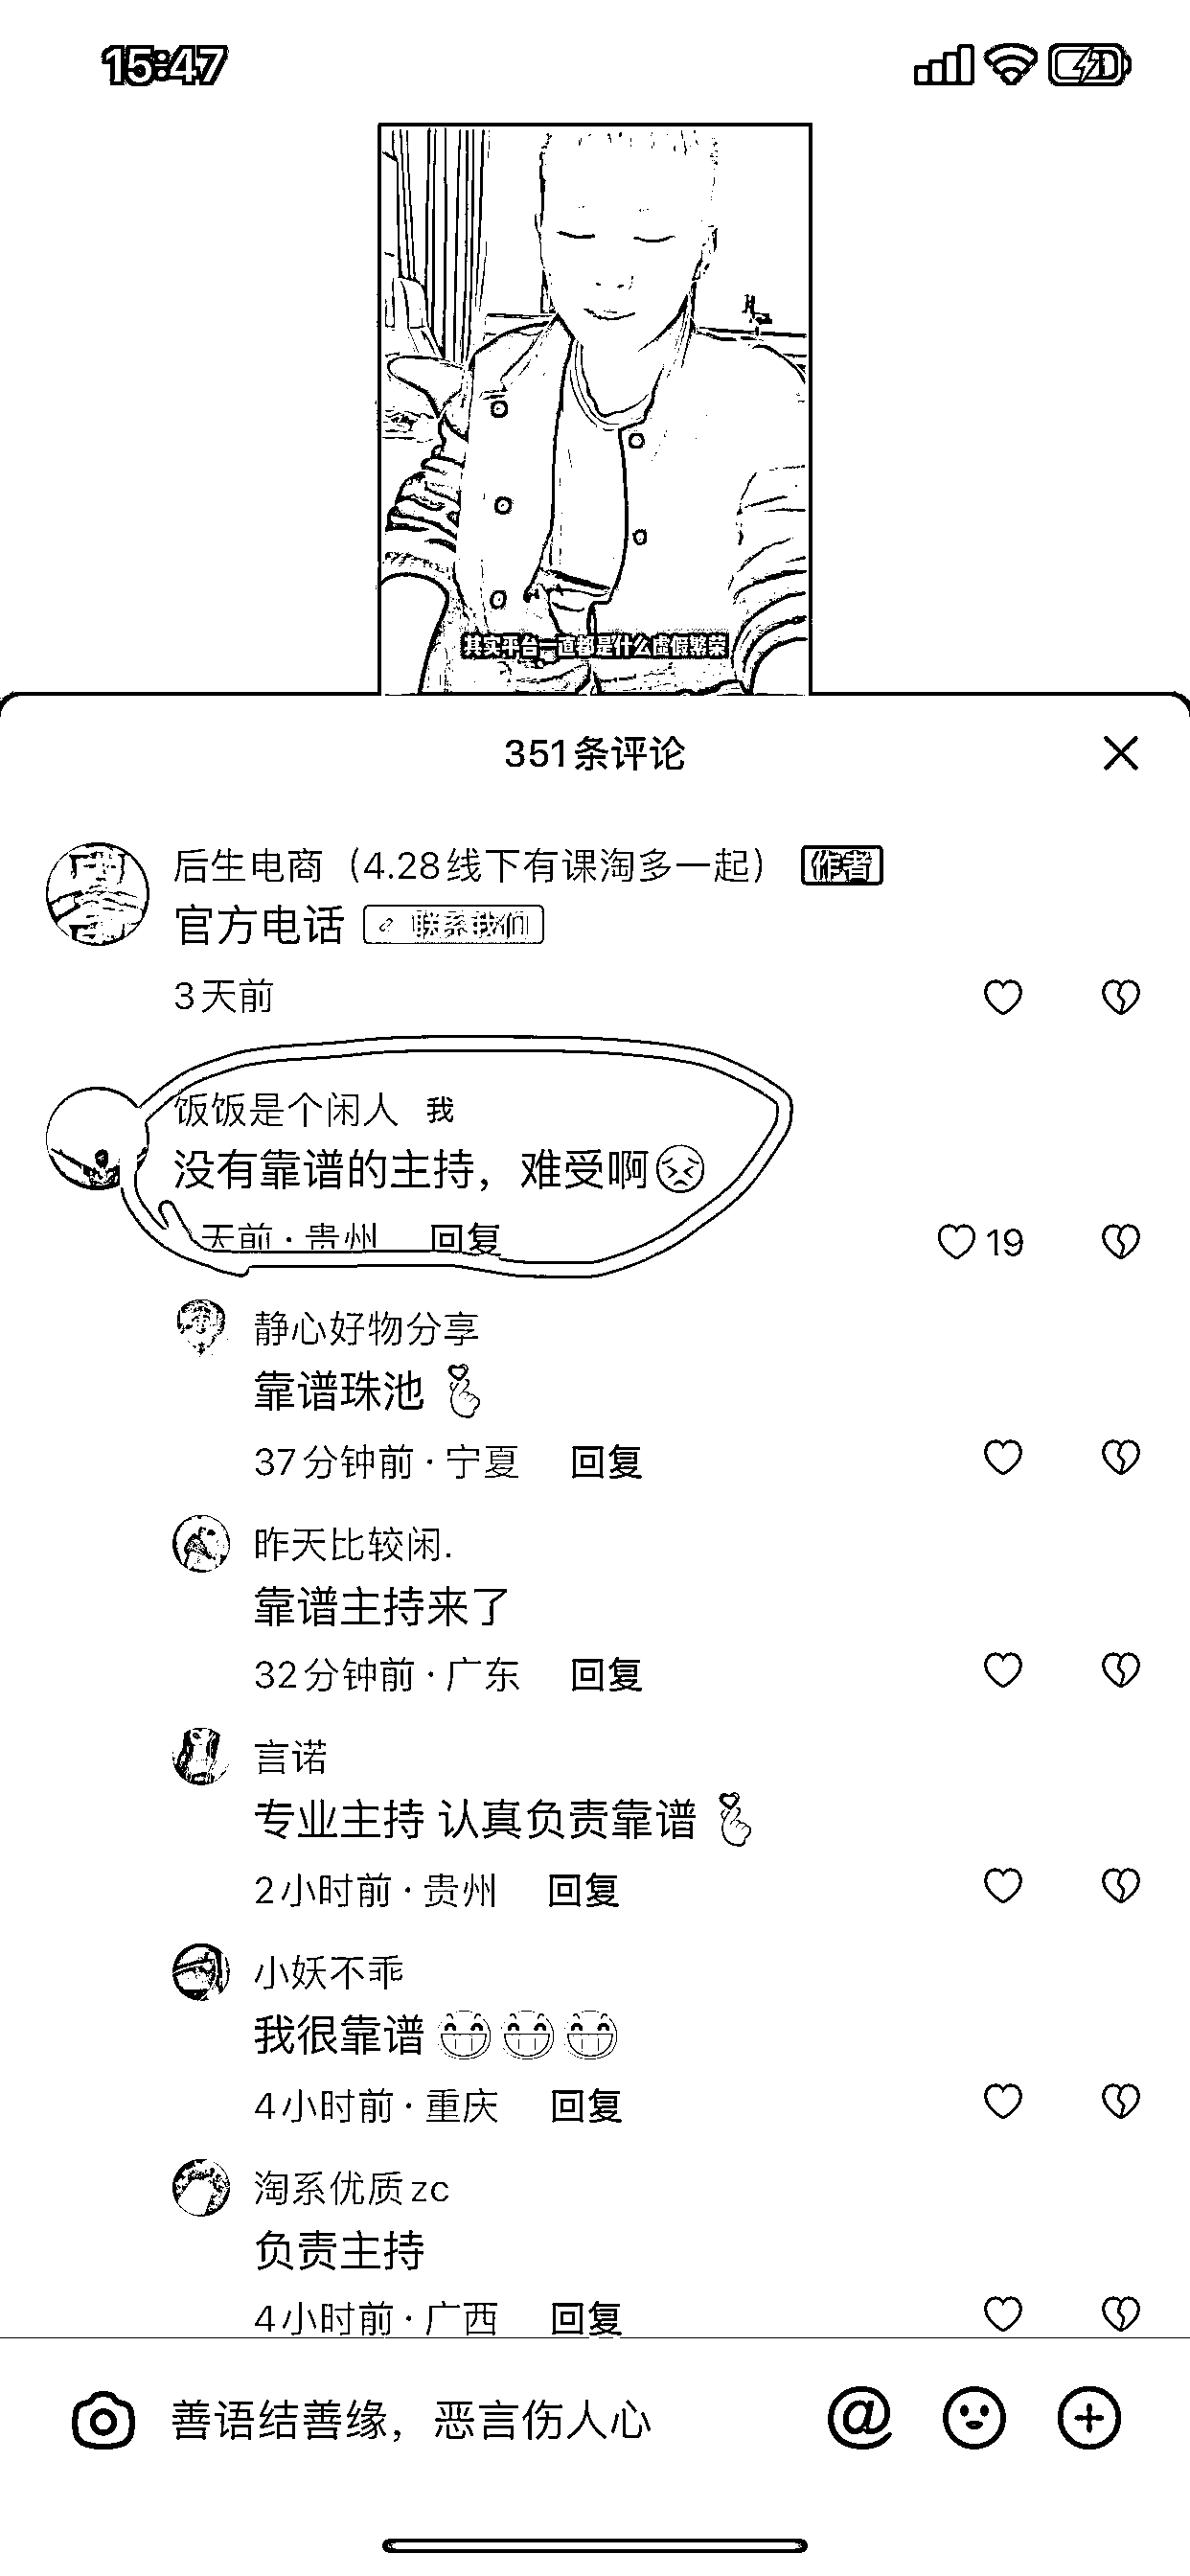 15:47
其实平台一直都是什么虚假繁荣
351条评论
后生电商（4.28线下有课淘多一起） 作者
官方电话 联系我们
3天前
饭饭是个闲人 我
没有靠谱的主持，难受啊😣
天前·贵州 回复
19
静心好物分享
靠谱珠池
37分钟前·宁夏 回复
昨天比较闲.
靠谱主持来了
32分钟前·广东 回复
言诺
专业主持 认真负责靠谱
2小时前·贵州 回复
小妖不乖
我很靠谱😁😁😁
4小时前·重庆 回复
淘系优质zc
负责主持
4小时前·广西 回复
善语结善缘，恶言伤人心